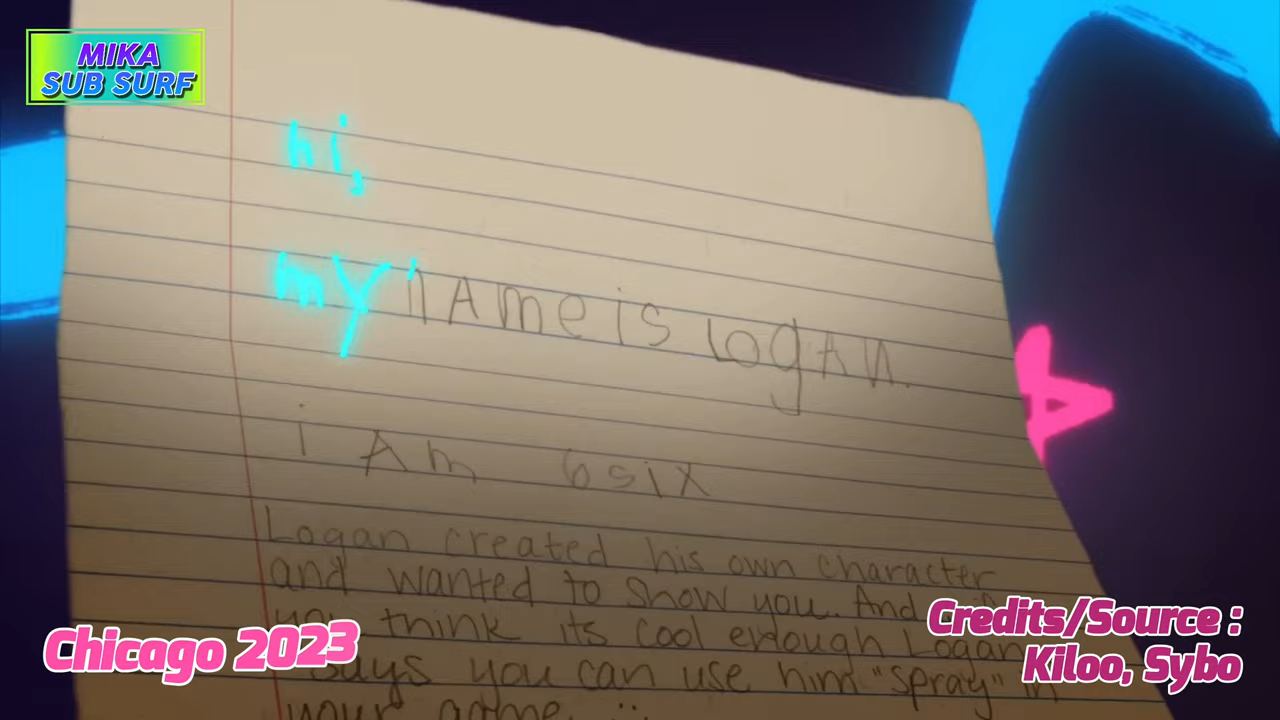 MIKA
SUB SURF
hi,
my nAme is LogAn.
i Am 6six
Logan created his own character
and wanted to show you. And if
you think its cool enough Logan
says you can use him "spray" in
your game. :
Chicago 2023
Credits/Source :
Kiloo, Sybo